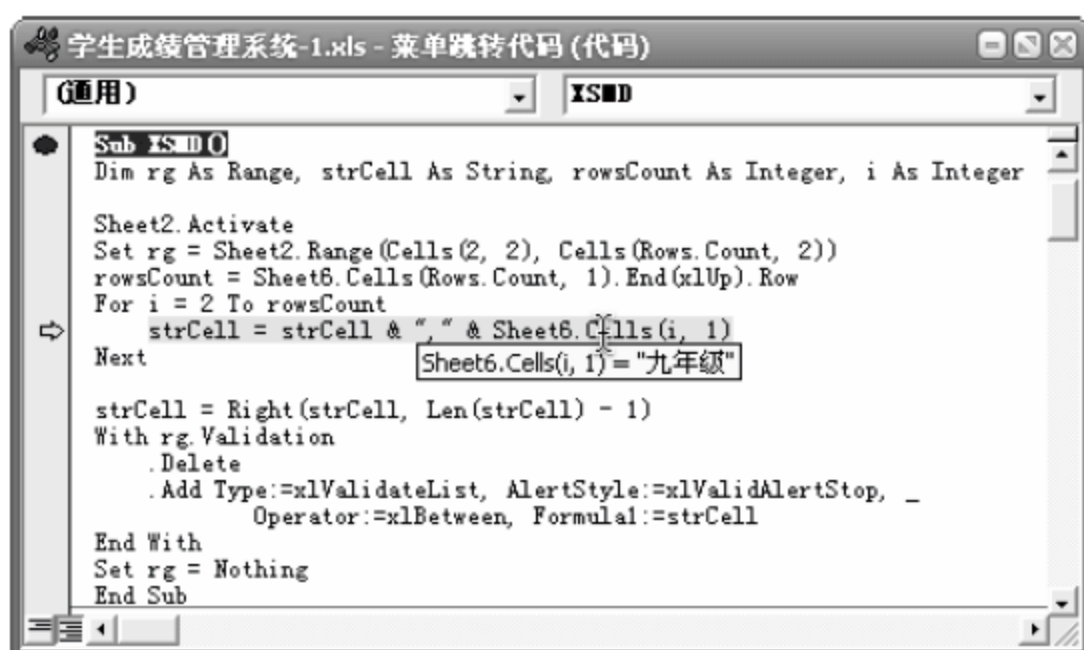 学生成绩管理系统-1.xls - 菜单跳转代码 (代码)
(通用) XSMD
Sub XSMD()
Dim rg As Range, strCell As String, rowsCount As Integer, i As Integer
Sheet2.Activate
Set rg = Sheet2.Range(Cells(2, 2), Cells(Rows.Count, 2))
rowsCount = Sheet6.Cells(Rows.Count, 1).End(xlUp).Row
For i = 2 To rowsCount
strCell = strCell & "," & Sheet6.Cells(i, 1)
Next
Sheet6.Cells(i, 1) = "九年级"
strCell = Right(strCell, Len(strCell) - 1)
With rg.Validation
.Delete
.Add Type:=xlValidateList, AlertStyle:=xlValidAlertStop, _
Operator:=xlBetween, Formula1:=strCell
End With
Set rg = Nothing
End Sub